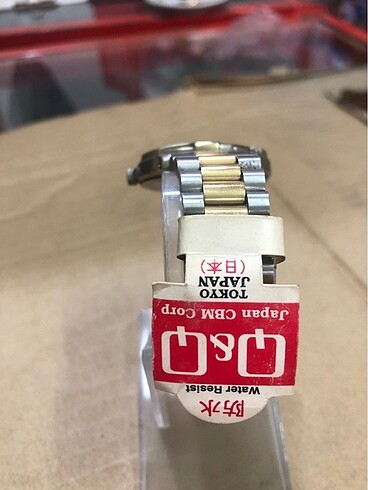 防水
Water Resist
Q&Q
Japan CBM Corp
TOKYO
JAPAN
(日本)